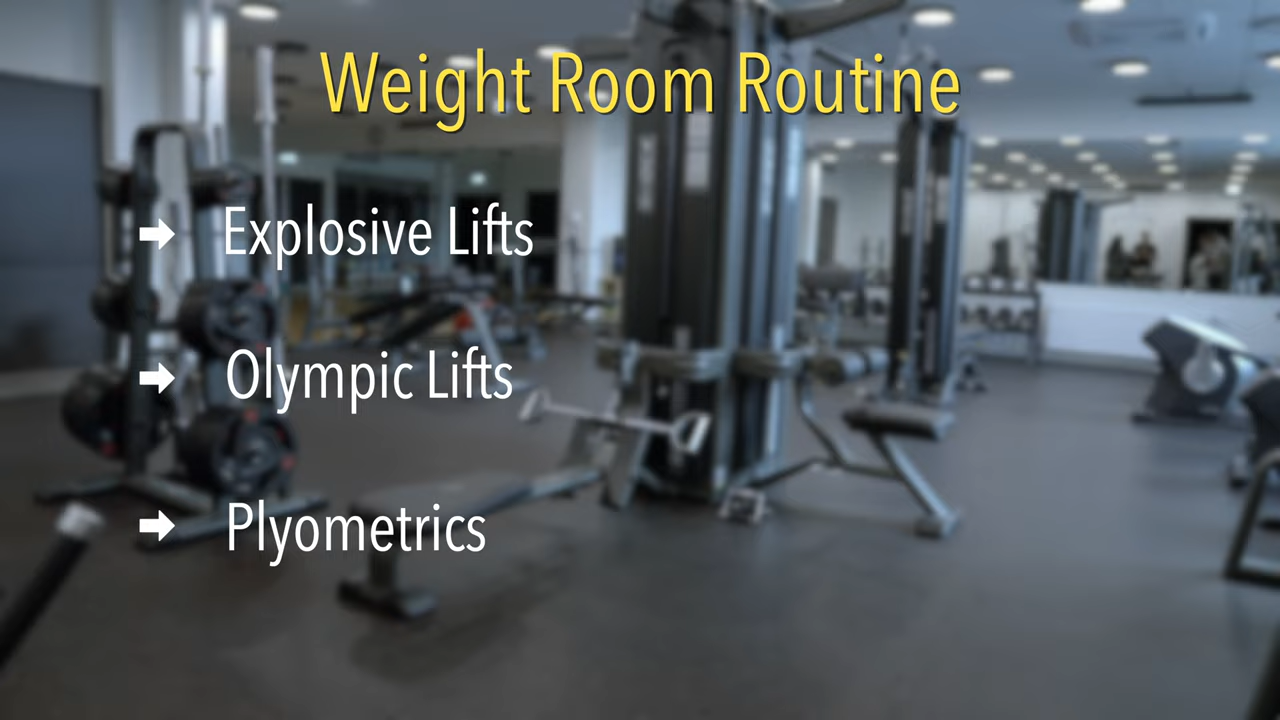 Weight Room Routine
Explosive Lifts
Olympic Lifts
Plyometrics